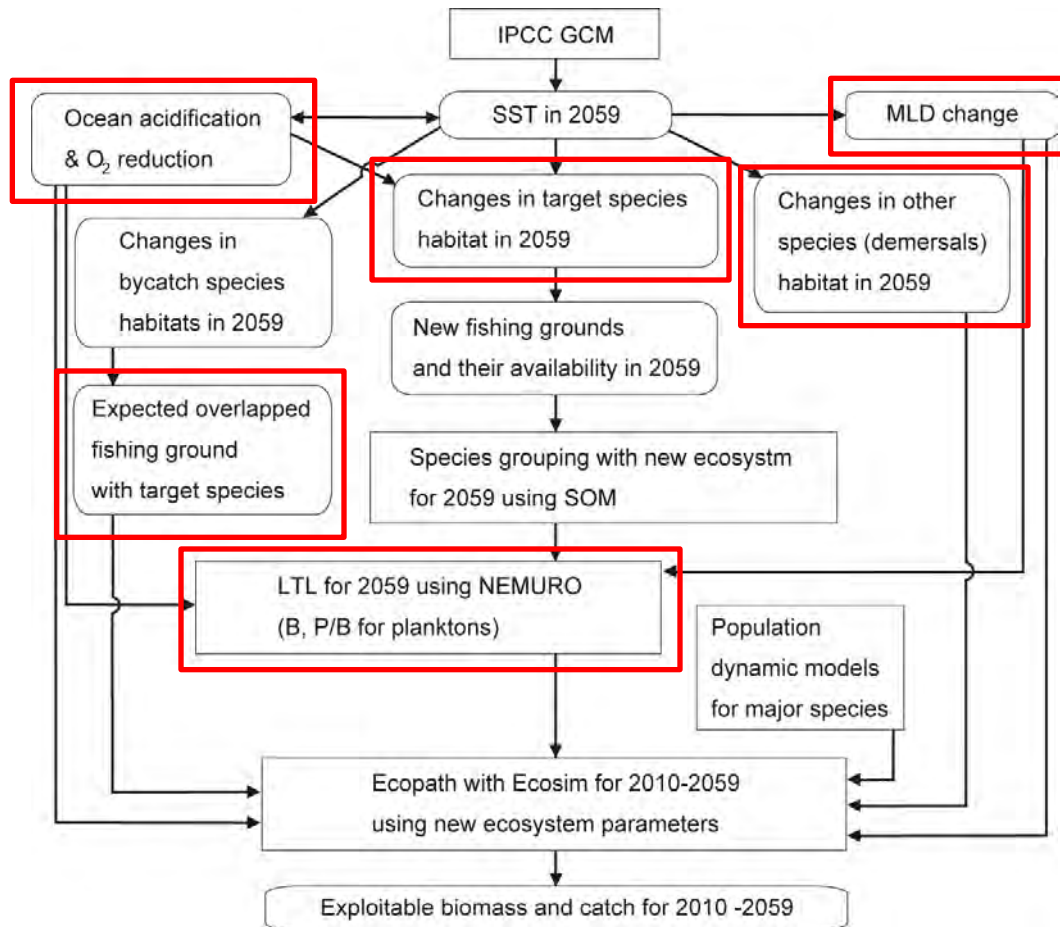 IPCC GCM
Ocean acidification
& O2 reduction
SST in 2059
MLD change
Changes in
bycatch species
habitats in 2059
Changes in target species
habitat in 2059
Changes in other
species (demersals)
habitat in 2059
New fishing grounds
and their availability in 2059
Expected overlapped
fishing ground
with target species
Species grouping with new ecosystm
for 2059 using SOM
LTL for 2059 using NEMURO
(B, P/B for planktons)
Population
dynamic models
for major species
Ecopath with Ecosim for 2010-2059
using new ecosystem parameters
Exploitable biomass and catch for 2010 -2059